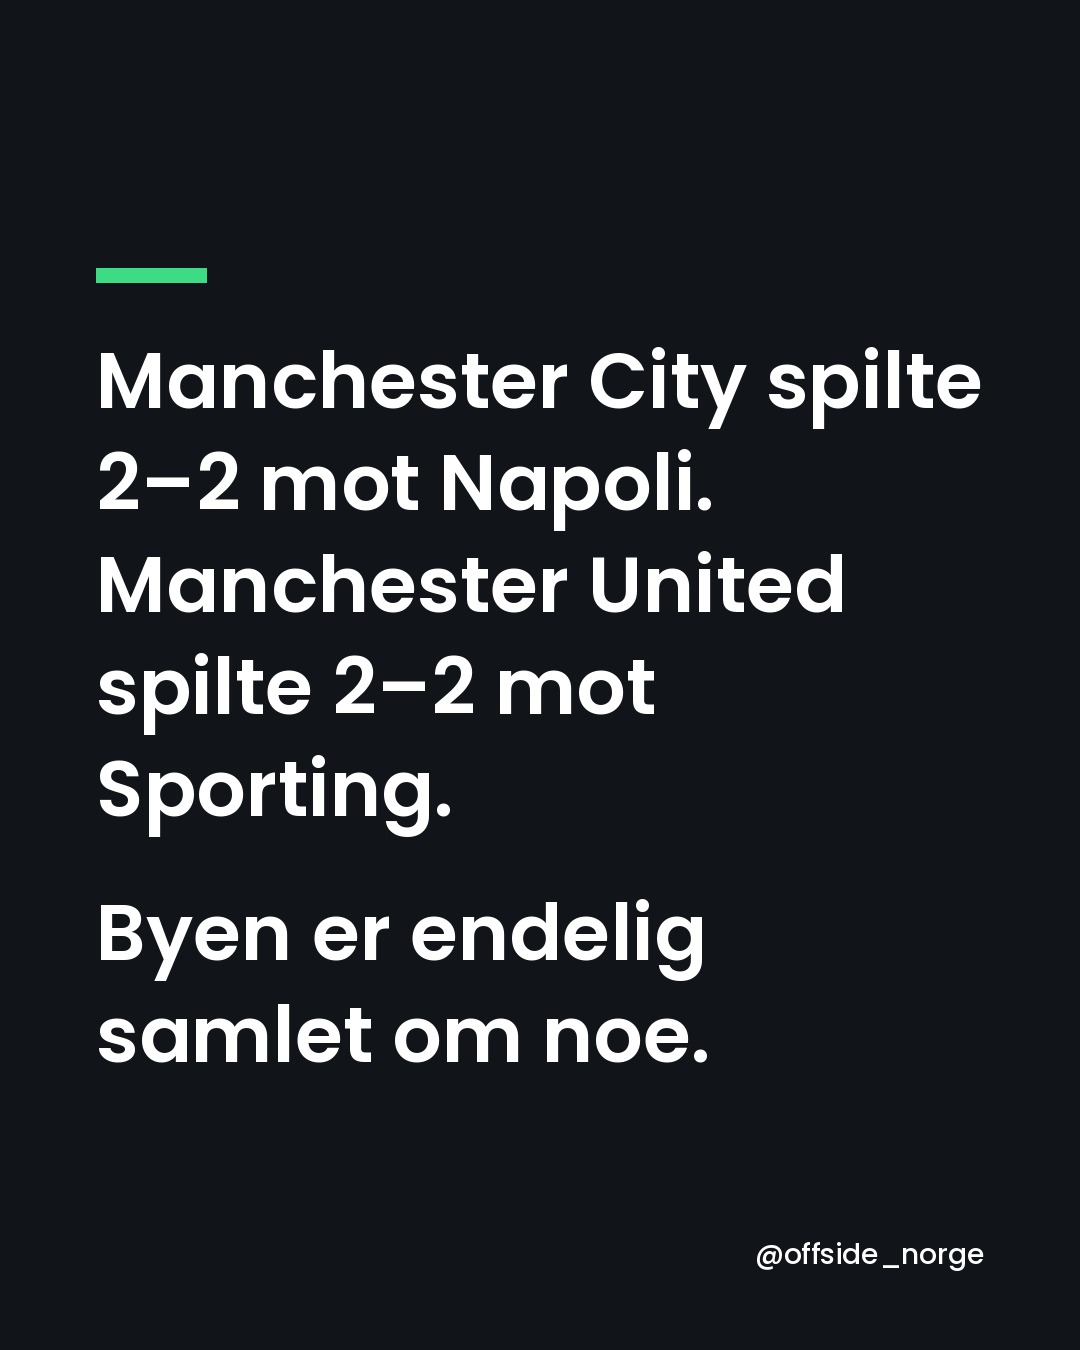 Manchester City spilte
2–2 mot Napoli.
Manchester United
spilte 2–2 mot
Sporting.
Byen er endelig
samlet om noe.
@offside_norge